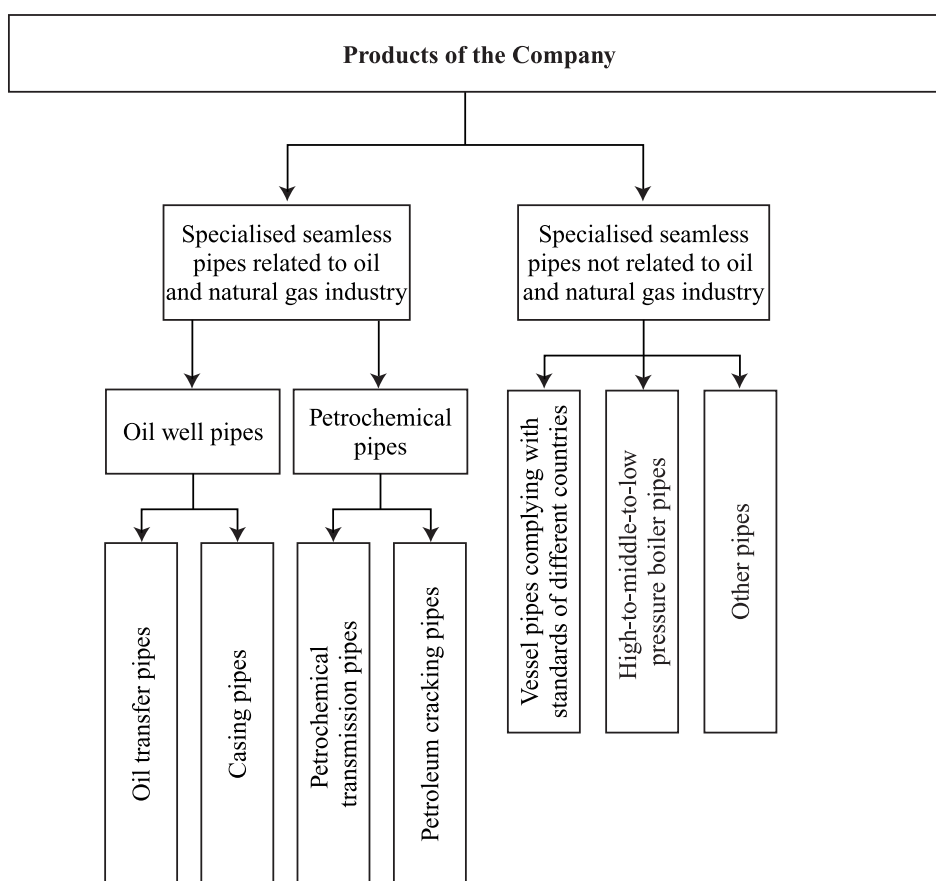 Products of the Company
Specialised seamless
pipes related to oil
and natural gas industry
Specialised seamless
pipes not related to oil
and natural gas industry
Oil well pipes
Petrochemical
pipes
Vessel pipes complying with
standards of different countries
High-to-middle-to-low
pressure boiler pipes
Other pipes
Oil transfer pipes
Casing pipes
Petrochemical
transmission pipes
Petroleum cracking pipes